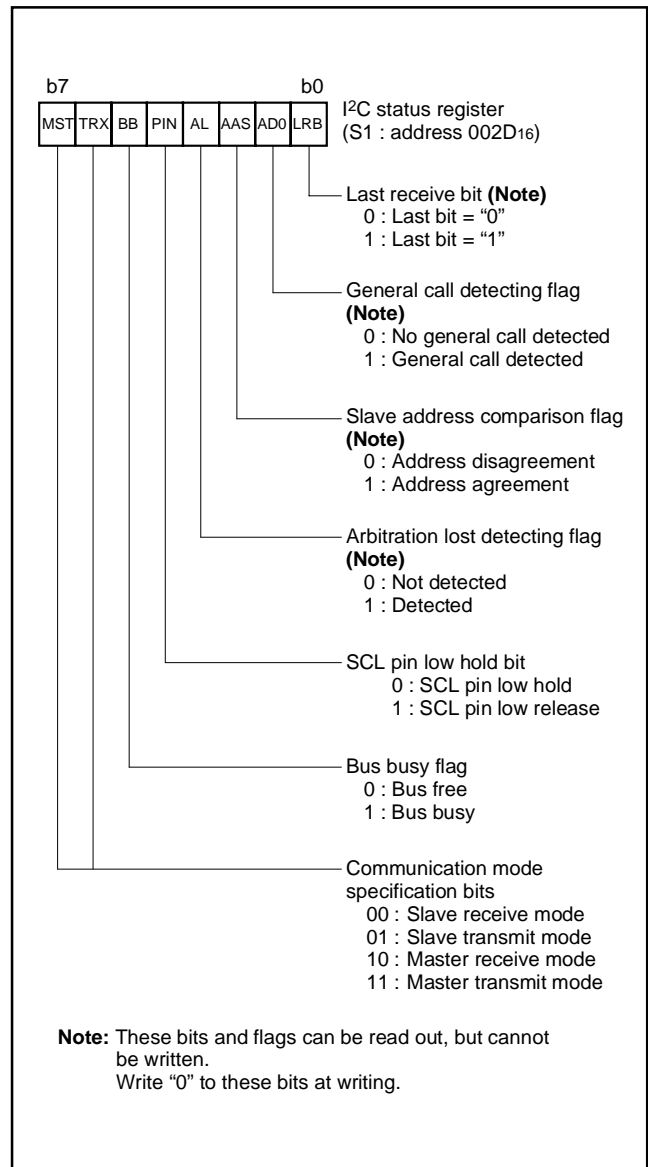 b7 b0
MST TRX BB PIN AL AAS AD0 LRB
I2C status register
(S1 : address 002D16)
Last receive bit (Note)
0 : Last bit = “0”
1 : Last bit = “1”
General call detecting flag
(Note)
0 : No general call detected
1 : General call detected
Slave address comparison flag
(Note)
0 : Address disagreement
1 : Address agreement
Arbitration lost detecting flag
(Note)
0 : Not detected
1 : Detected
SCL pin low hold bit
0 : SCL pin low hold
1 : SCL pin low release
Bus busy flag
0 : Bus free
1 : Bus busy
Communication mode
specification bits
00 : Slave receive mode
01 : Slave transmit mode
10 : Master receive mode
11 : Master transmit mode
Note: These bits and flags can be read out, but cannot
be written.
Write “0” to these bits at writing.